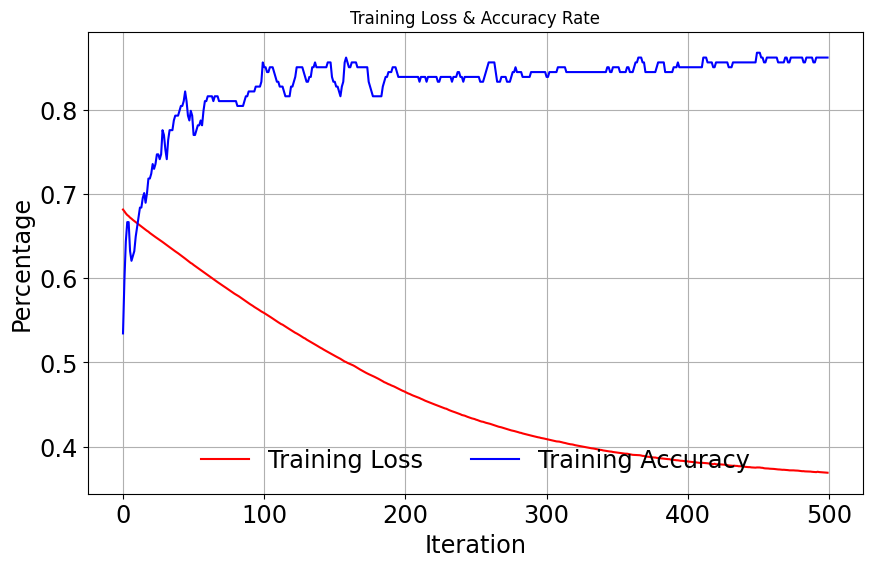 Training Loss & Accuracy Rate
Percentage
0.8
0.7
0.6
0.5
0.4
Training Loss
Training Accuracy
0 100 200 300 400 500
Iteration